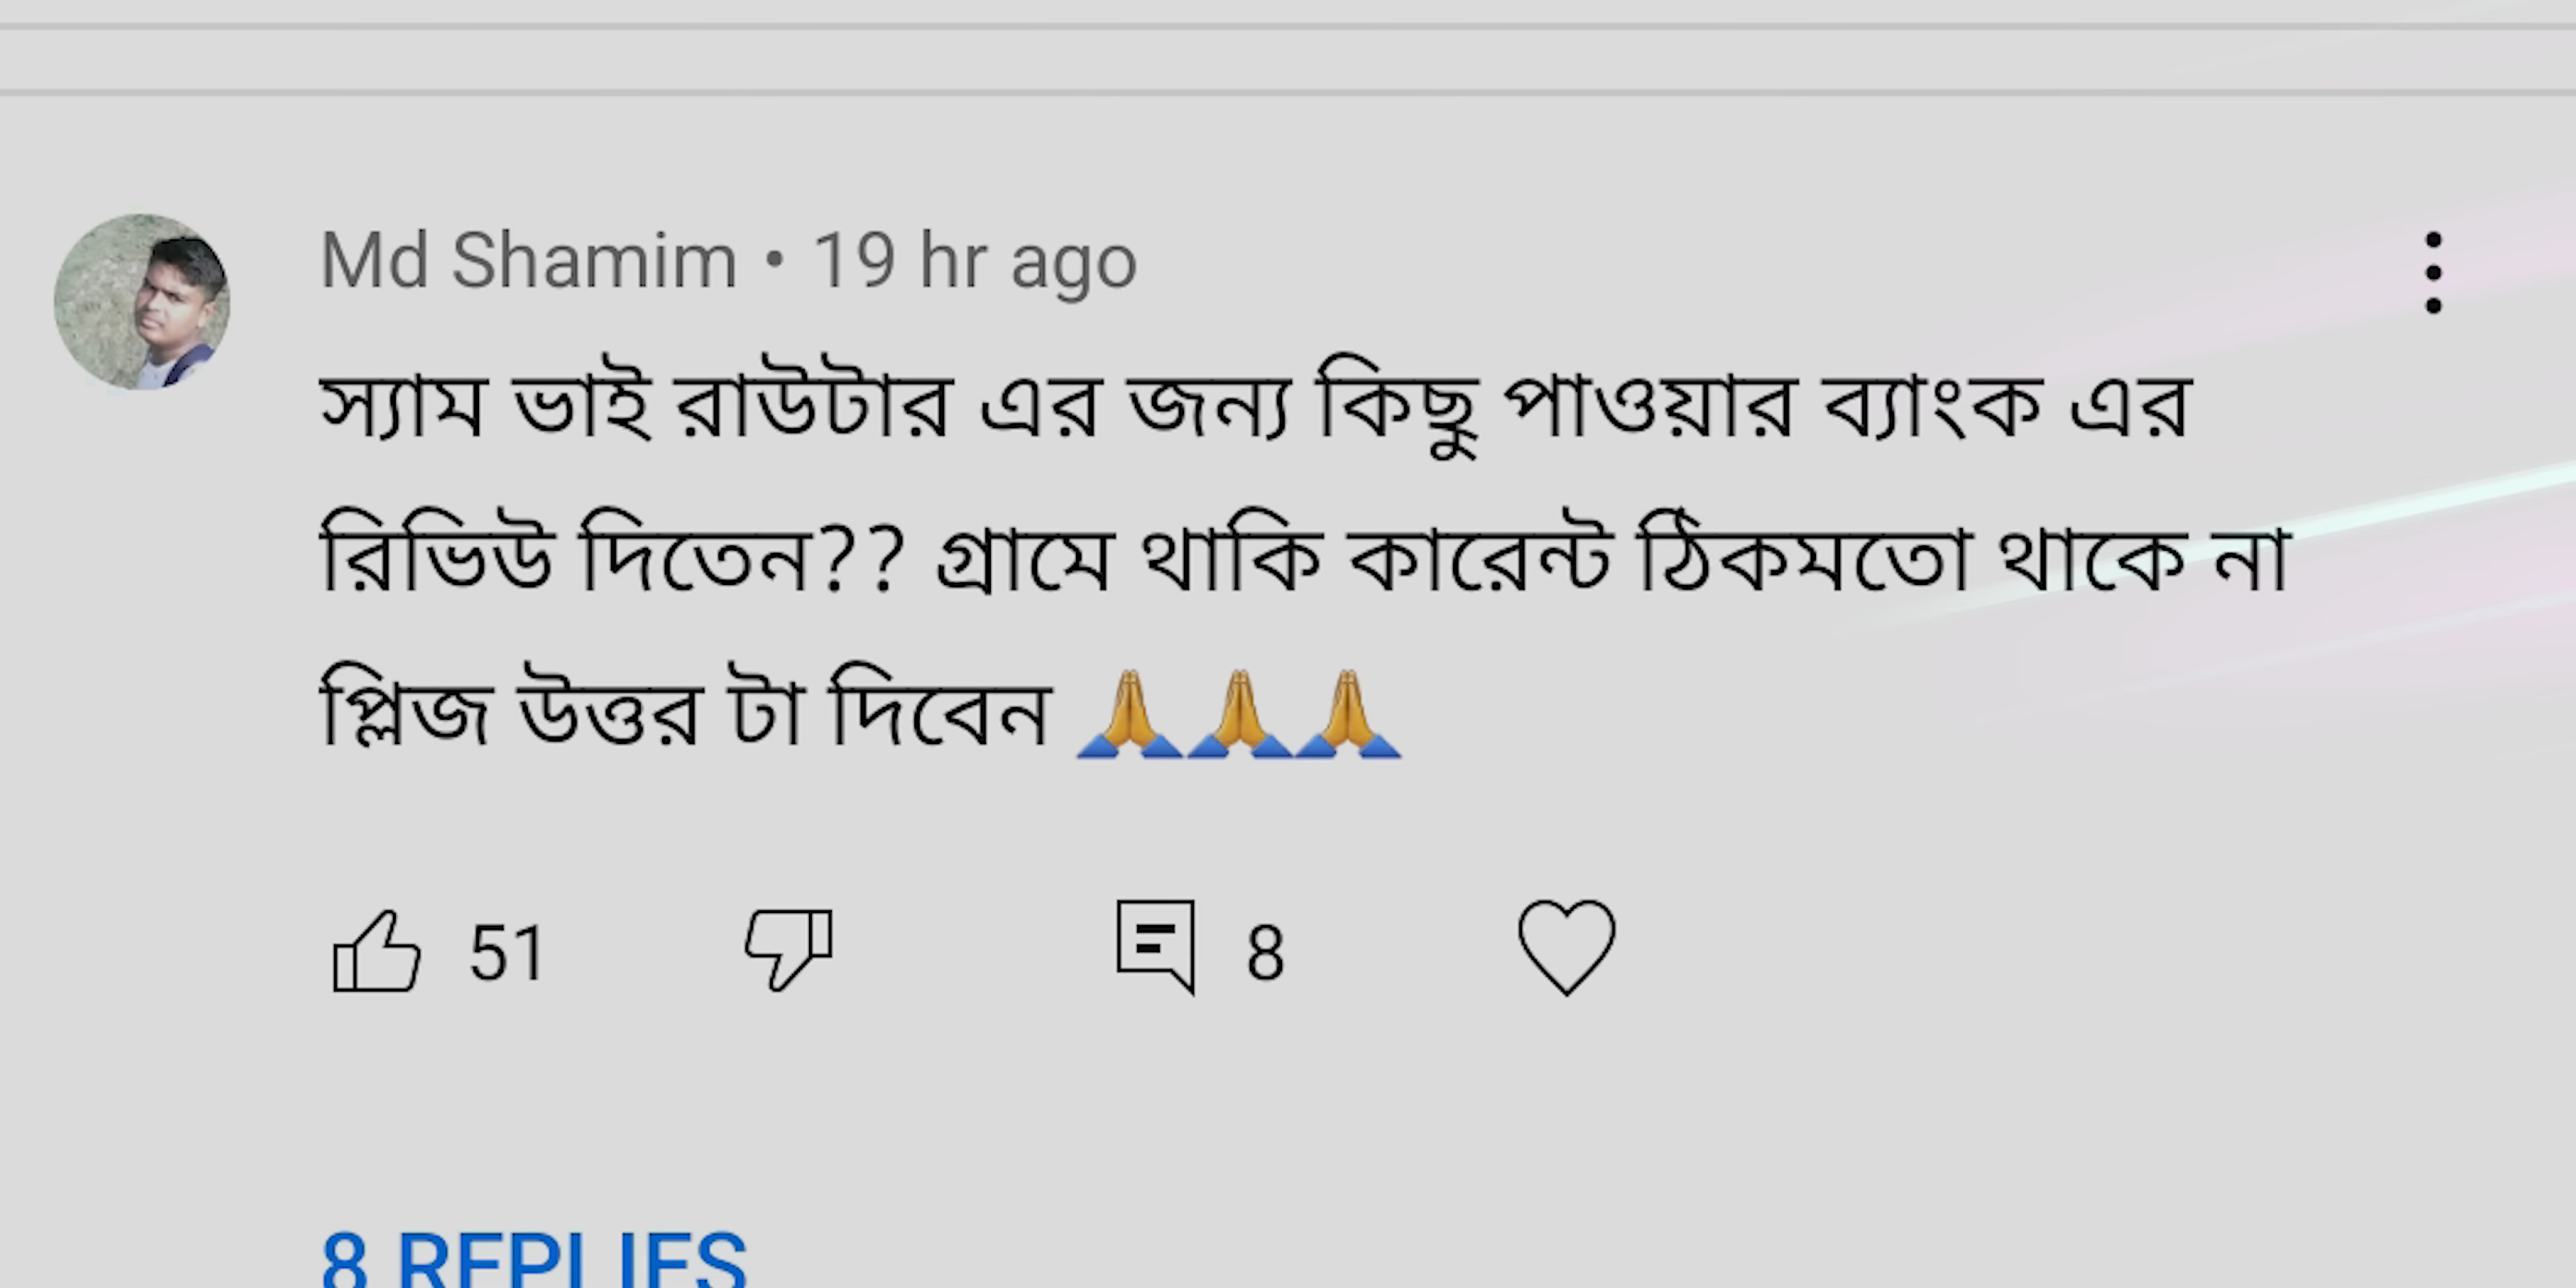 Md Shamim • 19 hr ago
স্যাম ভাই রাউটার এর জন্য কিছু পাওয়ার ব্যাংক এর
রিভিউ দিতেন?? গ্রামে থাকি কারেন্ট ঠিকমতো থাকে না
প্লিজ উত্তর টা দিবেন 🙏🙏🙏
51 8
8 REPLIES